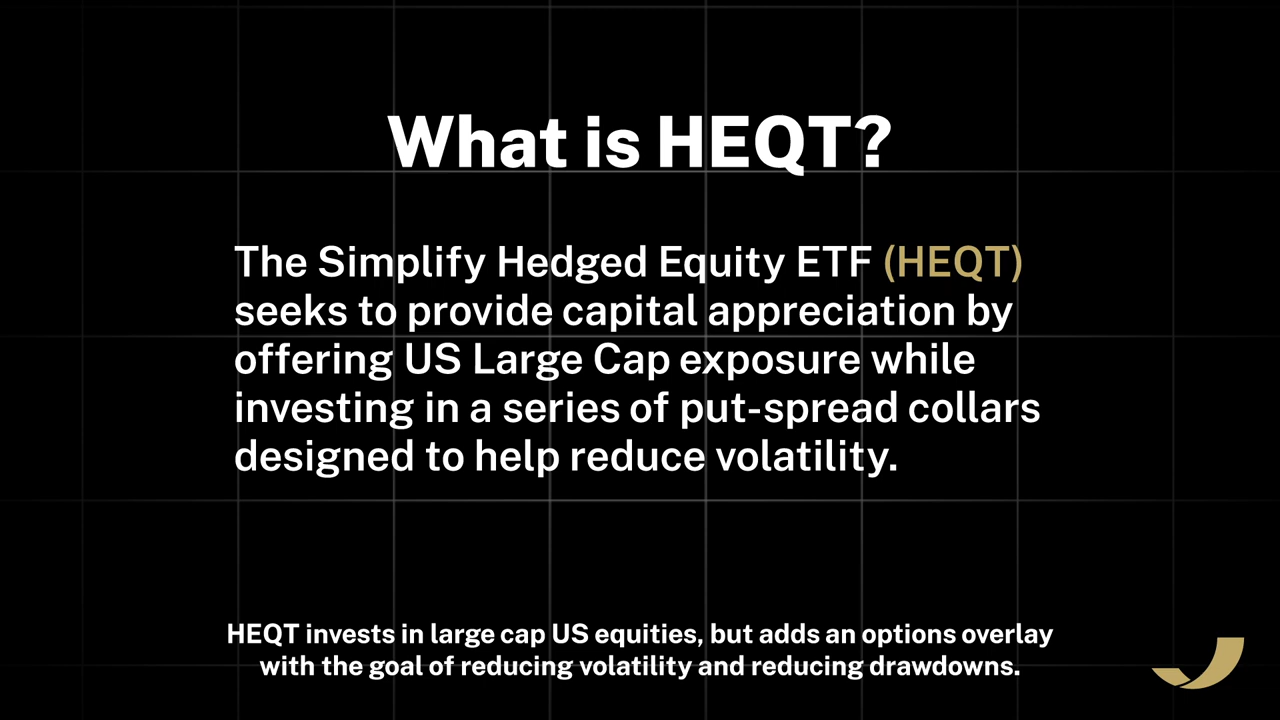 What is HEQT?
The Simplify Hedged Equity ETF (HEQT)
seeks to provide capital appreciation by
offering US Large Cap exposure while
investing in a series of put-spread collars
designed to help reduce volatility.
HEQT invests in large cap US equities, but adds an options overlay
with the goal of reducing volatility and reducing drawdowns.